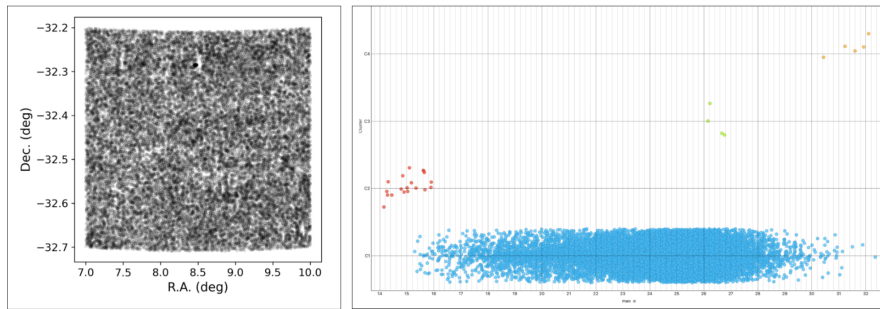 −32.2
−32.3
−32.4
−32.5
−32.6
−32.7
Dec. (deg)
7.0 7.5 8.0 8.5 9.0 9.5 10.0
R.A. (deg)
C4
C3
Cluster
C2
C1
14 15 16 17 18 19 20 21 22 23 24 25 26 27 28 29 30 31 32